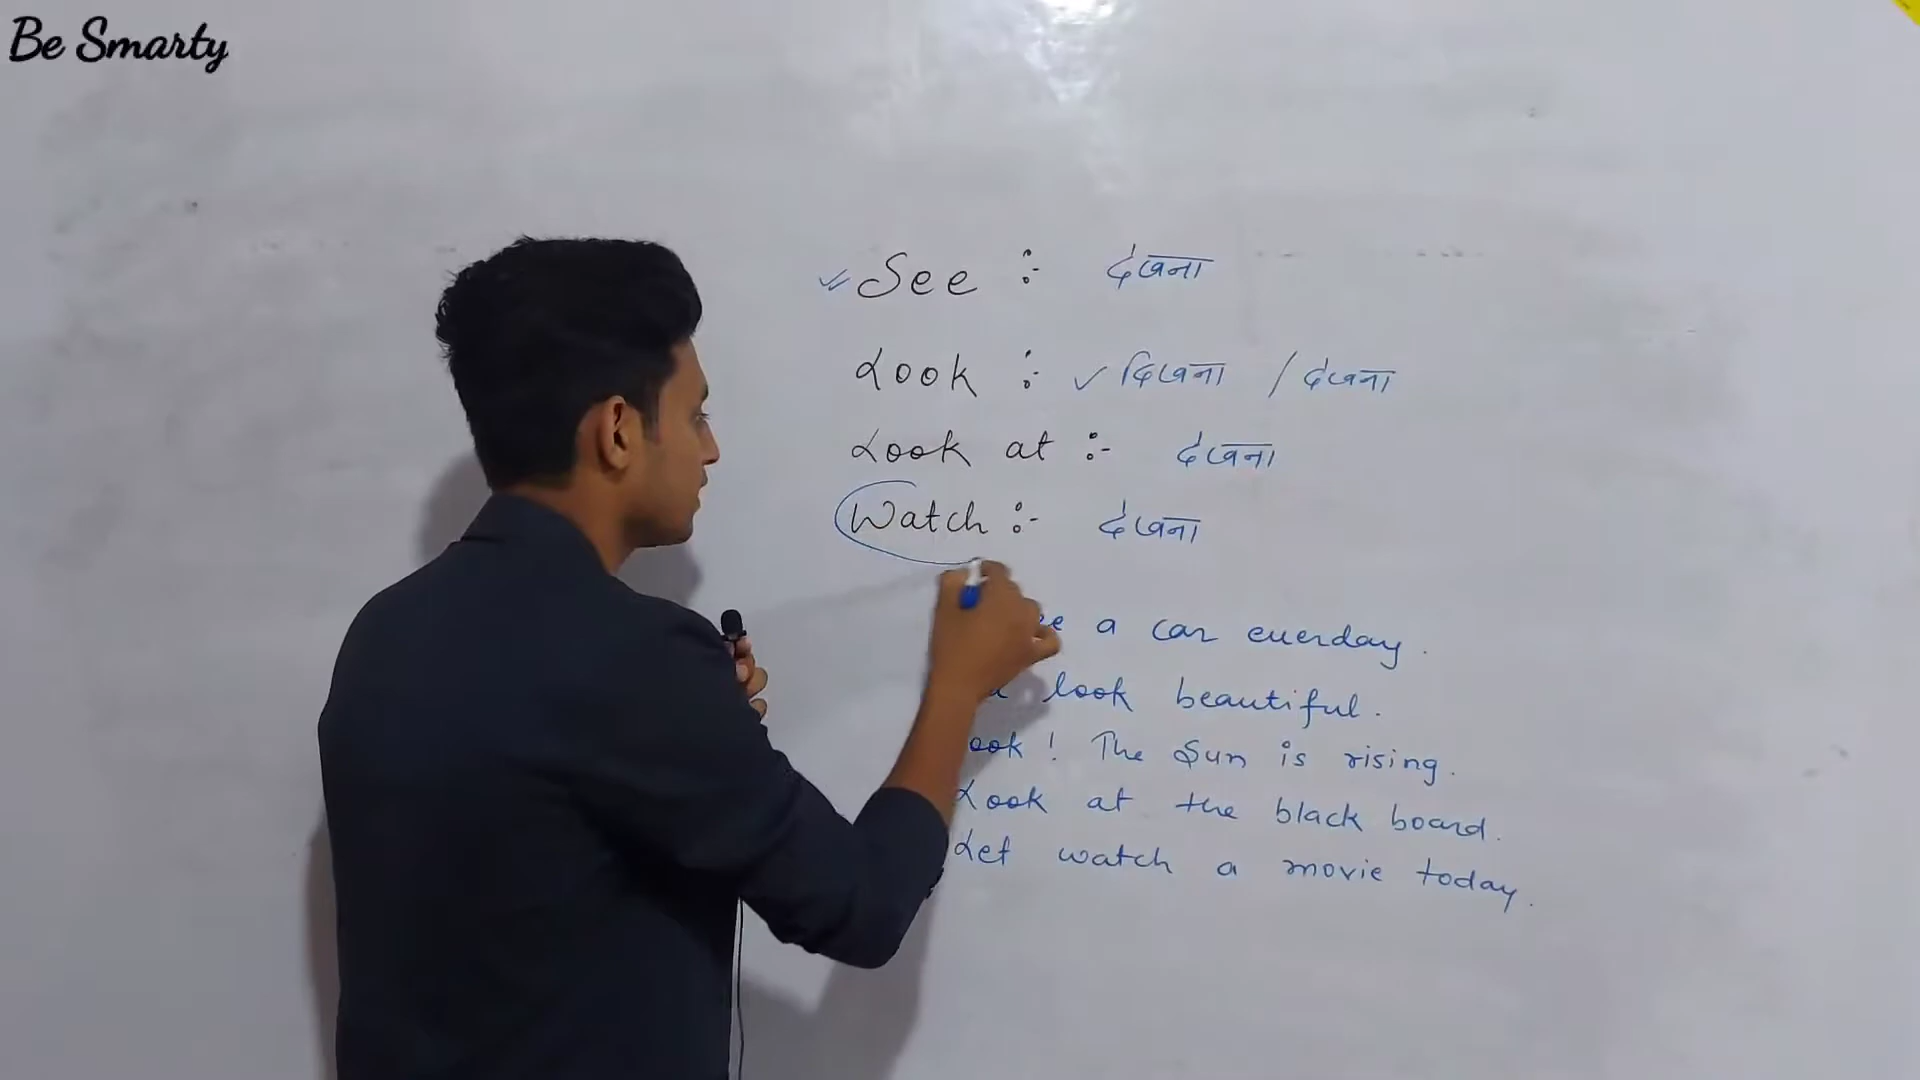 Be Smarty
See :- देखना
Look :- दिखना / देखना
Look at :- देखना
Watch :- देखना
a car euerday.
look beautiful.
! The Sun is rising.
Look at the black board.
Let watch a movie today.